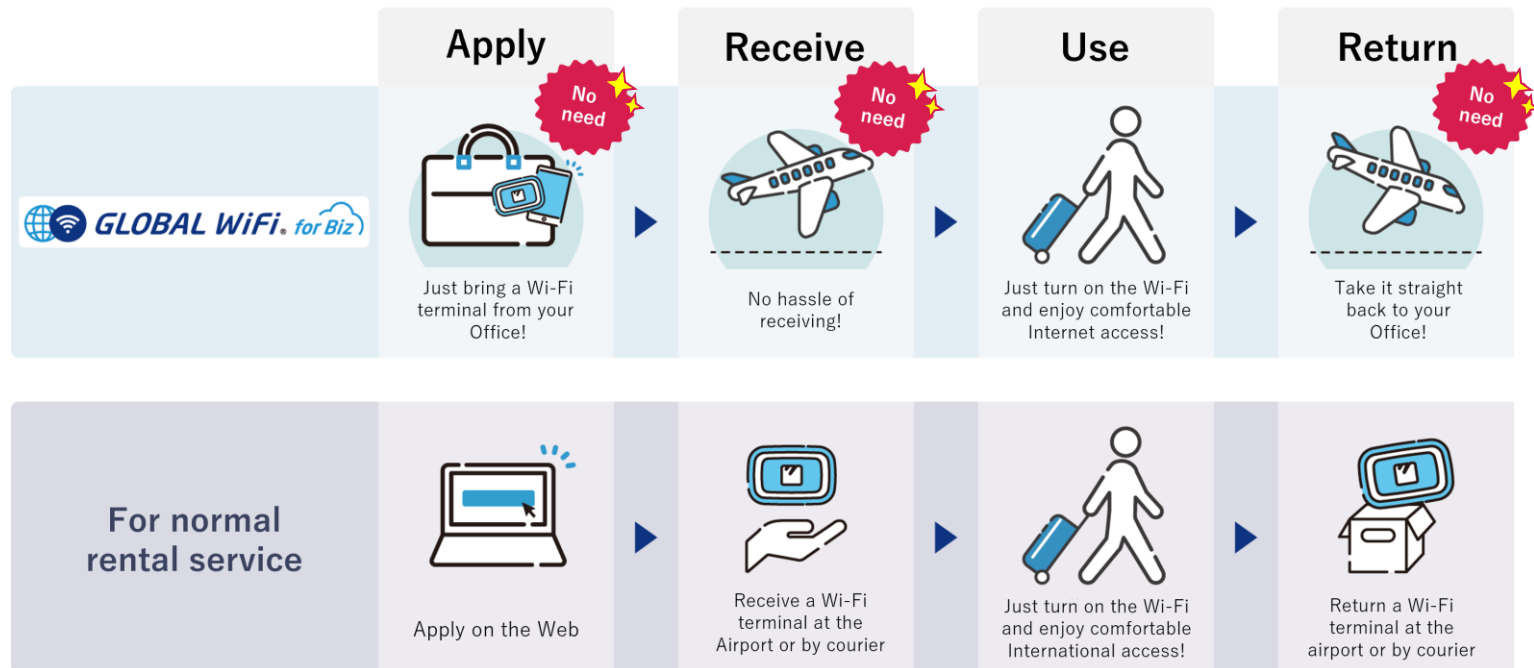 Apply
Receive
Use
Return
No
need
No
need
No
need
GLOBAL WiFi. for Biz
Just bring a Wi-Fi
terminal from your
Office!
No hassle of
receiving!
Just turn on the Wi-Fi
and enjoy comfortable
Internet access!
Take it straight
back to your
Office!
For normal
rental service
Apply on the Web
Receive a Wi-Fi
terminal at the
Airport or by courier
Just turn on the Wi-Fi
and enjoy comfortable
International access!
Return a Wi-Fi
terminal at the
airport or by courier